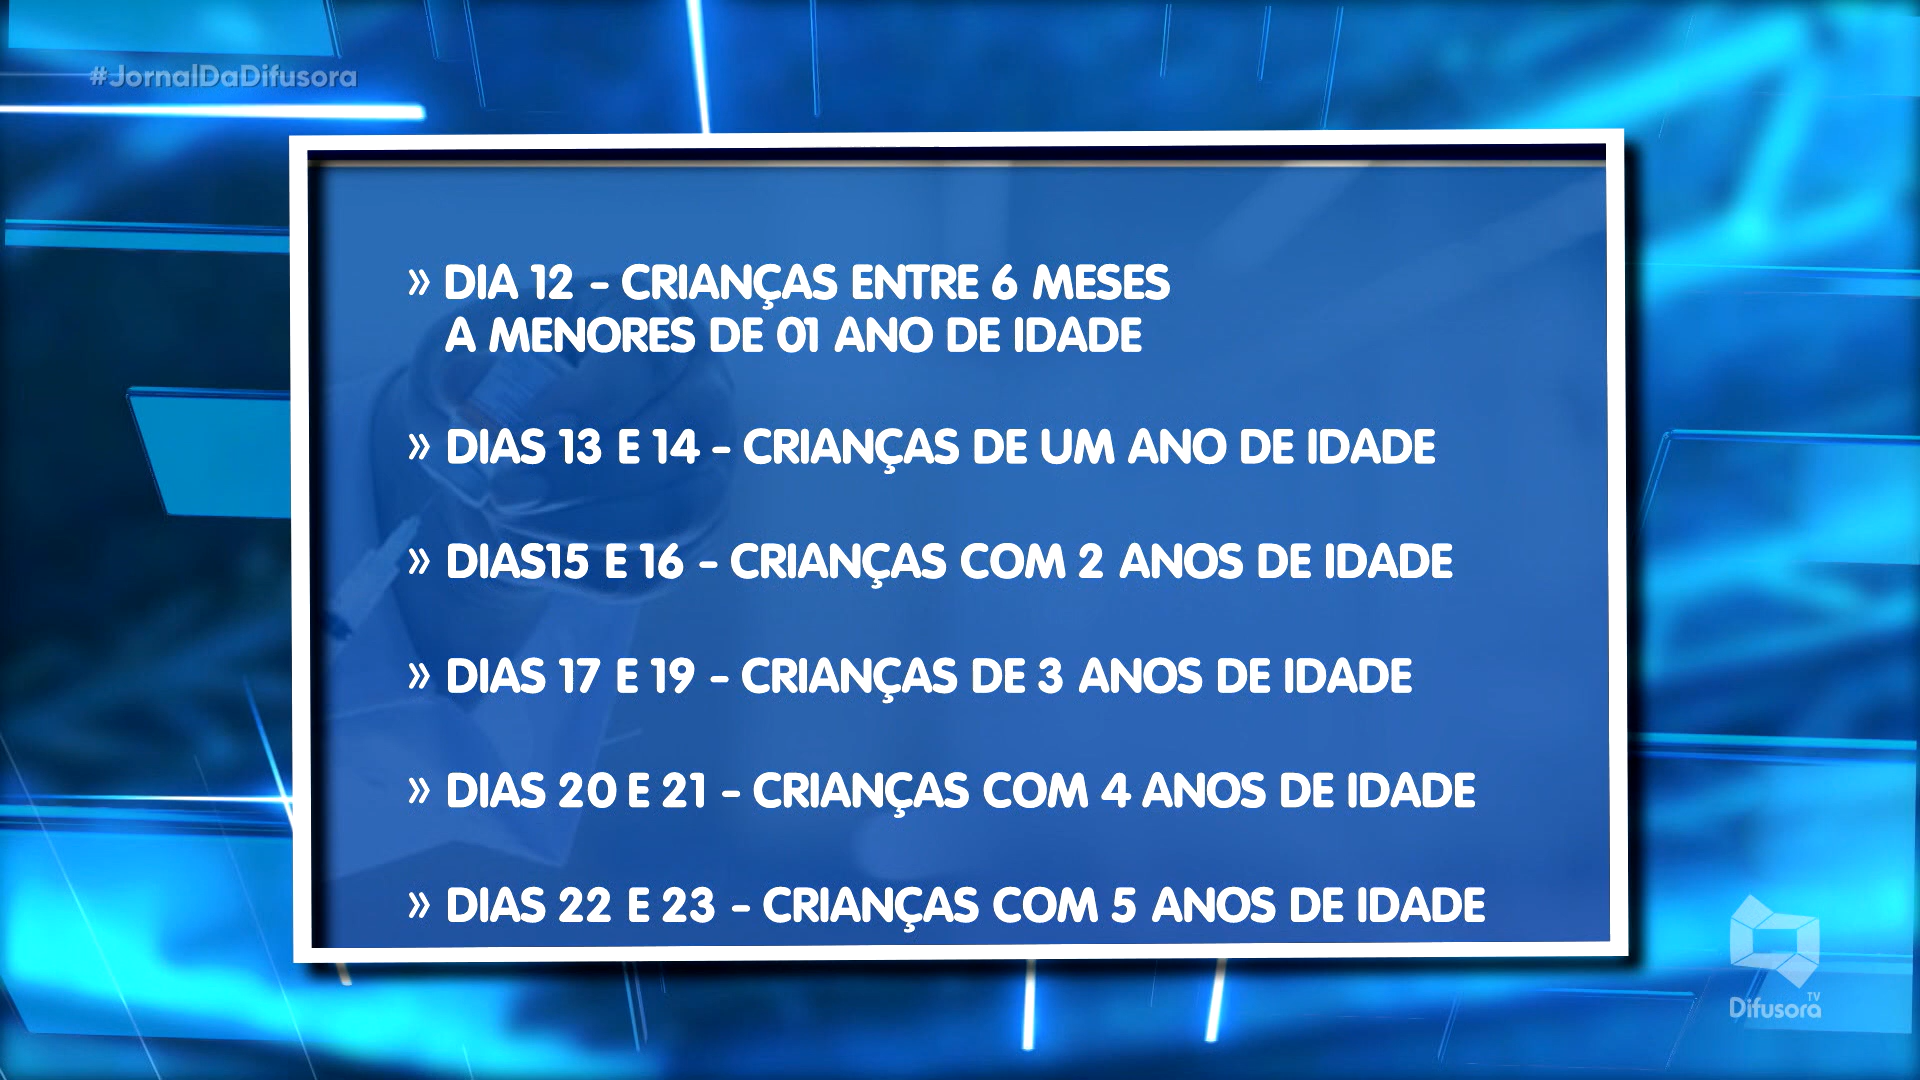 #JornalDaDifusora
» DIA 12 - CRIANÇAS ENTRE 6 MESES
A MENORES DE 01 ANO DE IDADE
» DIAS 13 E 14 - CRIANÇAS DE UM ANO DE IDADE
» DIAS15 E 16 - CRIANÇAS COM 2 ANOS DE IDADE
» DIAS 17 E 19 - CRIANÇAS DE 3 ANOS DE IDADE
» DIAS 20 E 21 - CRIANÇAS COM 4 ANOS DE IDADE
» DIAS 22 E 23 - CRIANÇAS COM 5 ANOS DE IDADE
TV
Difusora